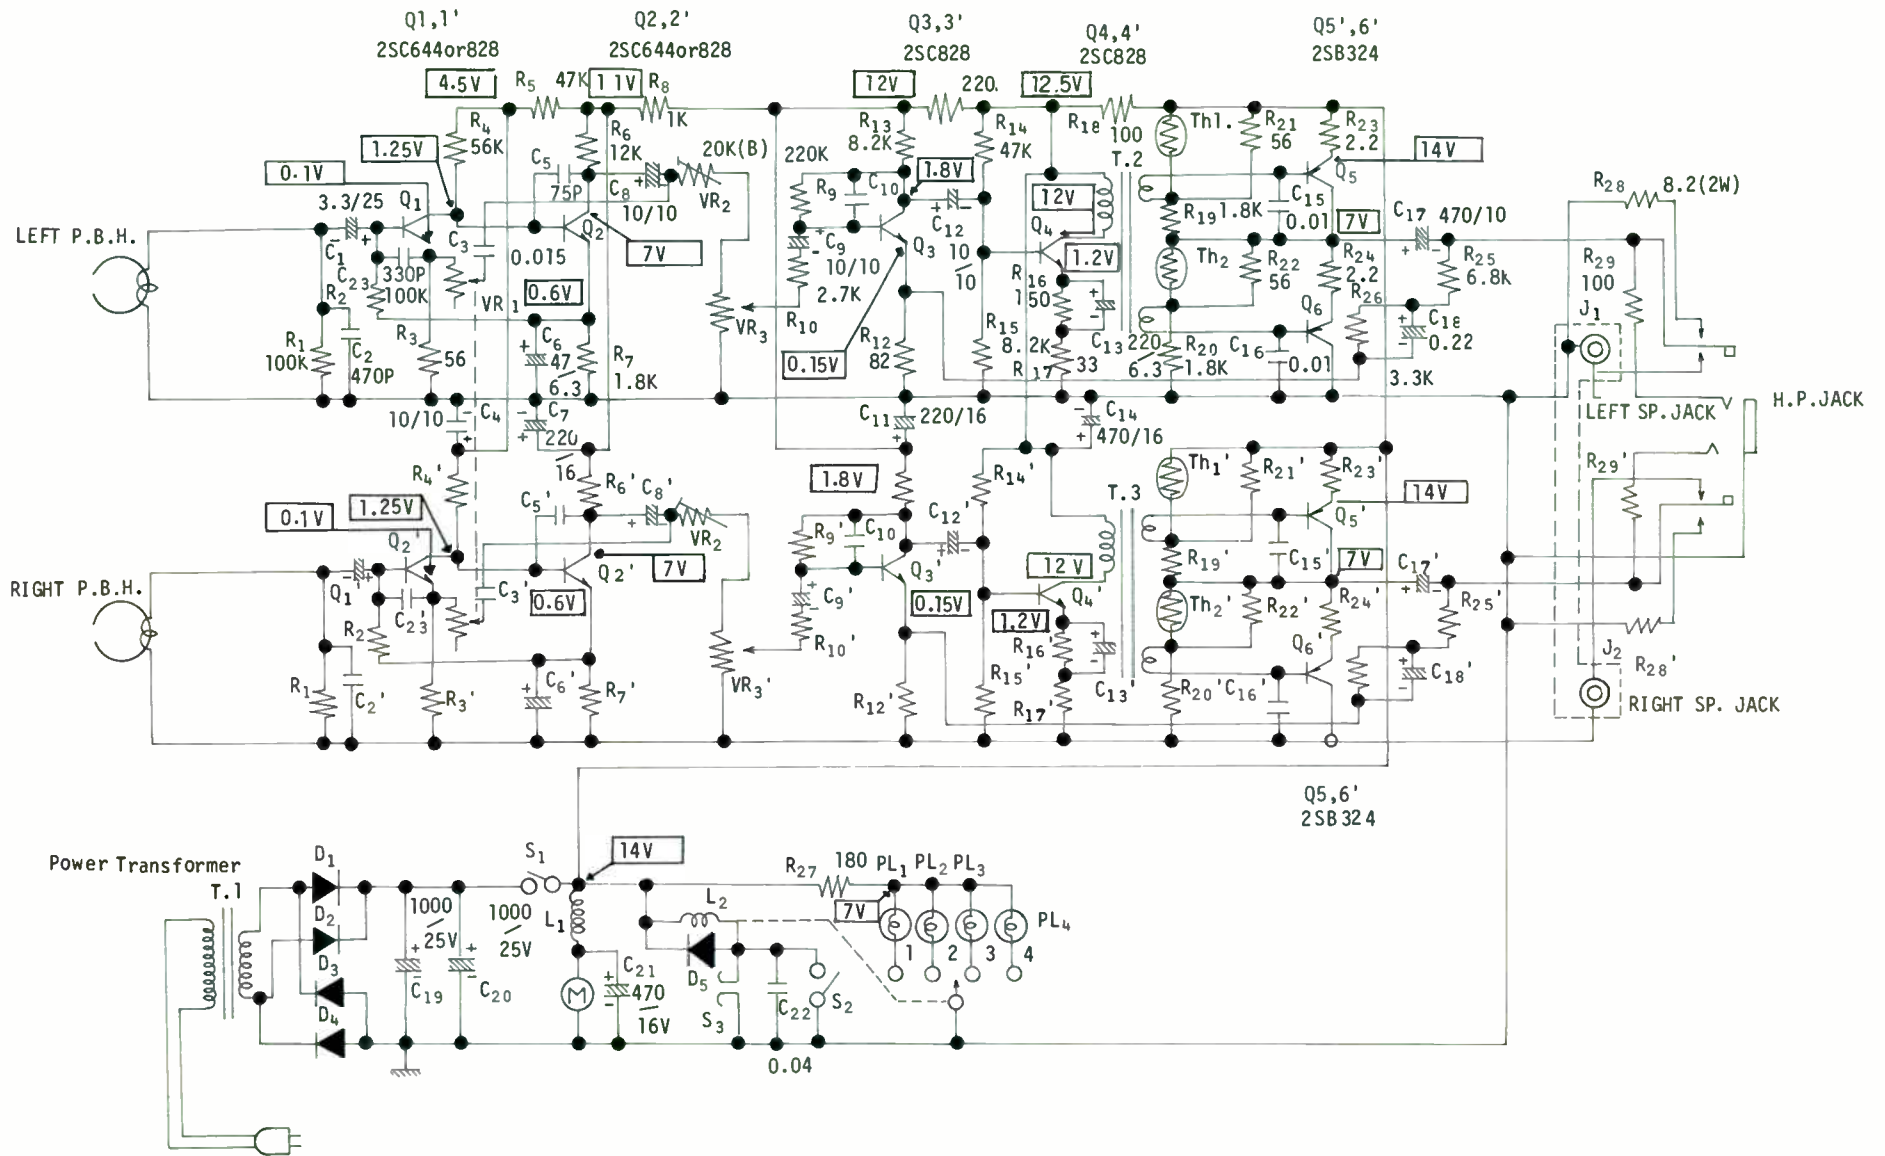 Q1,1'
2SC644or828
Q2,2'
2SC644or828
Q3,3'
2SC828
Q4,4'
2SC828
Q5',6'
2SB324
4.5V
R5
47K
11V
R8
1K
12V
220.
12.5V
R18
100
Th1.
R21
56
R23
2.2
14V
R4
56K
1.25V
R6
12K
20K(B)
VR2
220K
R13
8.2K
R14
47K
T.2
0.1V
3.3/25
Q1
C5
75P
C8
10/10
R9
C10
1.8V
C12
10/10
12V
Q5
C15
0.01
R28
8.2(2W)
LEFT P.B.H.
C1
C23
330P
100K
R2
VR1
C3
0.015
Q2
7V
0.6V
C9
10/10
2.7K
R10
Q3
Q4
1.2V
R16
150
R19
1.8K
Th2
R22
56
7V
C17
470/10
R24
2.2
R25
6.8K
R29
100
J1
R1
100K
C2
470P
R3
56
C6
47/6.3
R7
1.8K
VR3
0.15V
R12
82
R15
8.2K
R17
33
C13
220/6.3
R20
1.8K
C16
0.01
Q6
R26
3.3K
C18
0.22
LEFT SP.JACK
H.P.JACK
10/10
C4
C7
220/16
C11
220/16
C14
470/16
R4'
1.25V
0.1V
R6'
C5'
C8'
VR2'
1.8V
R9'
C10
C12'
R14'
T.3
Th1'
R21'
R23'
14V
R29'
RIGHT P.B.H.
Q1'
Q2'
R2
C23'
C3'
Q2'
7V
0.6V
C9'
R10'
Q3'
0.15V
12V
Q4'
1.2V
R16'
R19'
Th2'
C15'
R22'
Q5'
7V
R24'
C17'
R25'
R1
C2'
R3'
C6'
R7'
VR3'
R12'
R15'
R17'
C13'
R20'
C16'
Q6'
C18'
R28'
J2
RIGHT SP. JACK
Q5,6'
2SB324
Power Transformer
T.1
D1
D2
D3
D4
1000/25V
C19
1000/25V
C20
S1
14V
L1
M
C21
470/16V
L2
D5
S3
C22
0.04
S2
R27
180
7V
PL1
PL2
PL3
PL4
1
2
3
4